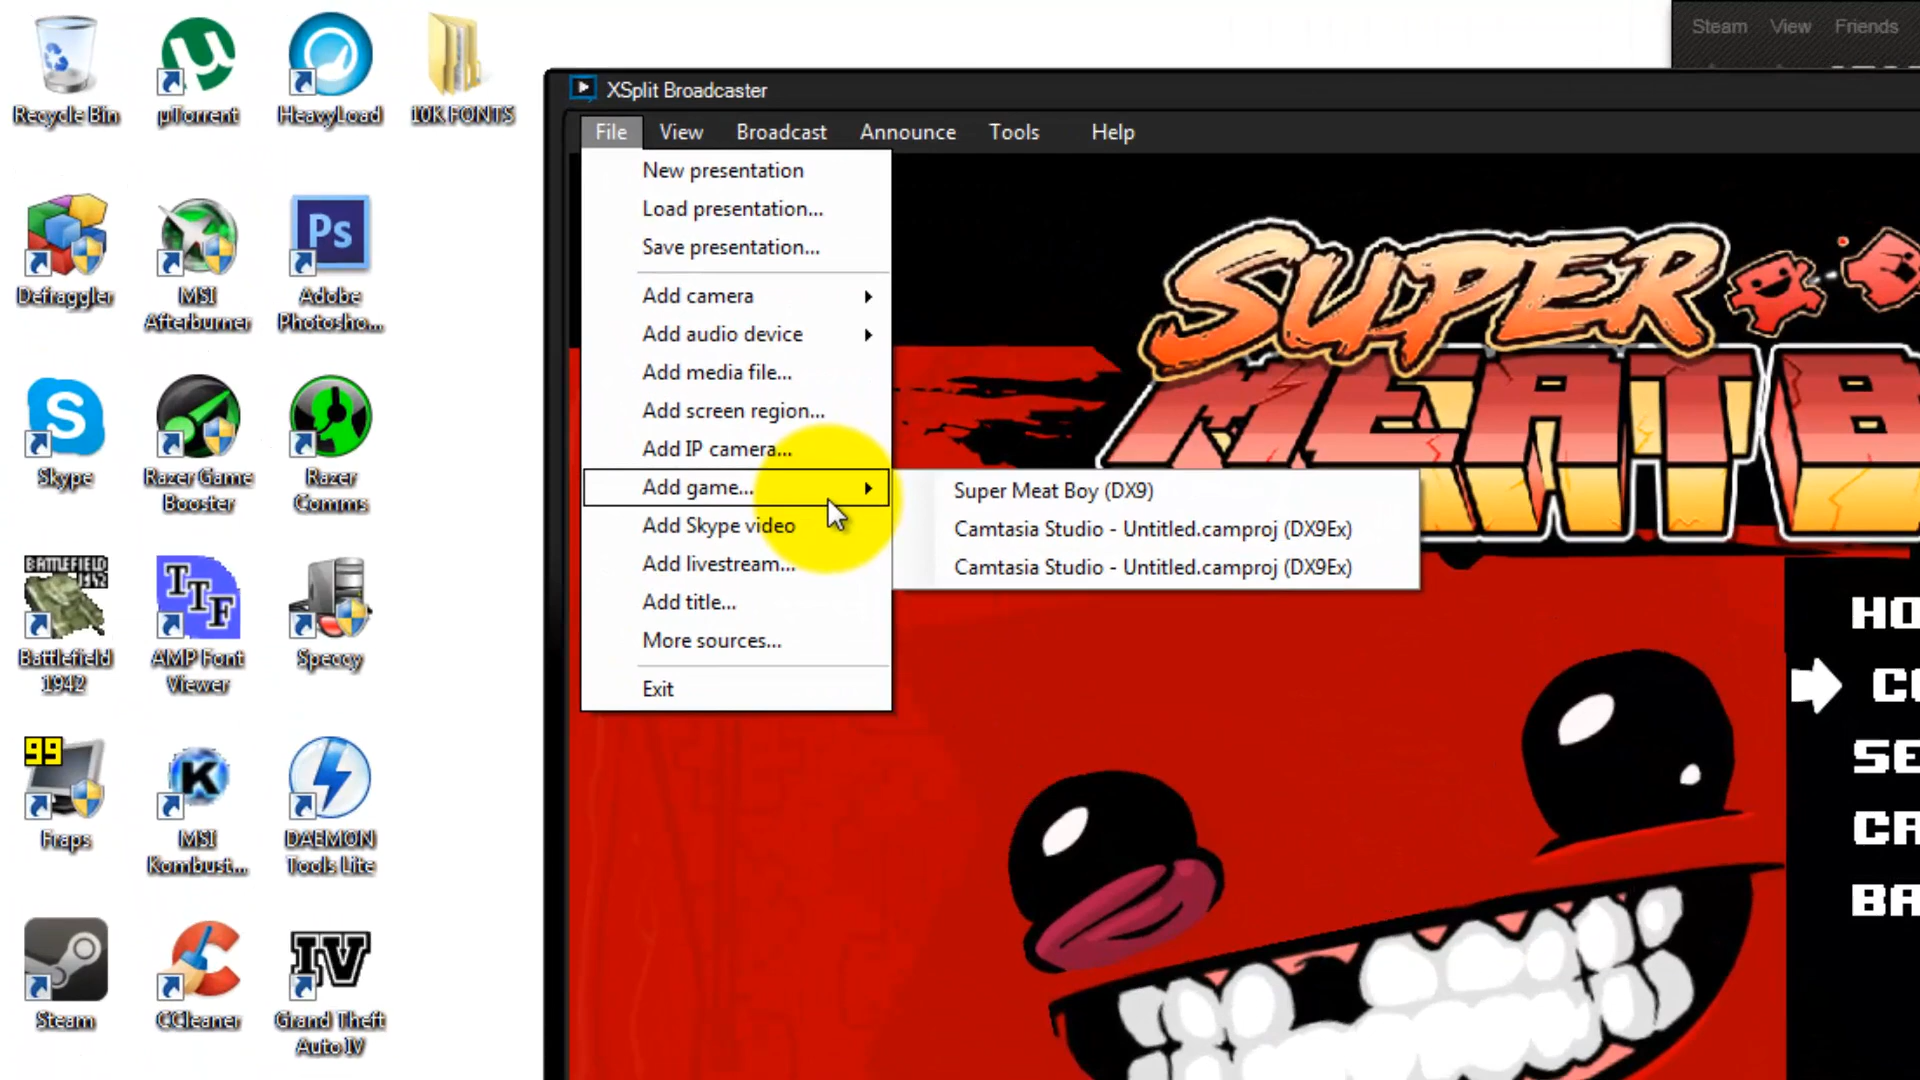 Steam View Friends
XSplit Broadcaster
File View Broadcast Announce Tools Help
New presentation
Load presentation...
Save presentation...
Add camera
Add audio device
Add media file...
Add screen region...
Add IP camera...
Add game...
Add Skype video
Add livestream...
Add title...
More sources...
Exit
Super Meat Boy (DX9)
Camtasia Studio - Untitled.camproj (DX9Ex)
Camtasia Studio - Untitled.camproj (DX9Ex)
SUPER
MEAT B
HO
SE
CA
BA
Recycle Bin
µTorrent
HeavyLoad
10K FONTS
Defraggler
MSI
Afterburner
Ps
Adobe
Photosho...
Skype
Razer Game
Booster
Razer
Comms
BATTLEFIELD
1942
Battlefield
1942
TTF
AMP Font
Viewer
Speccy
99
Fraps
K
MSI
Kombust...
DAEMON
Tools Lite
Steam
CCleaner
IV
Grand Theft
Auto IV